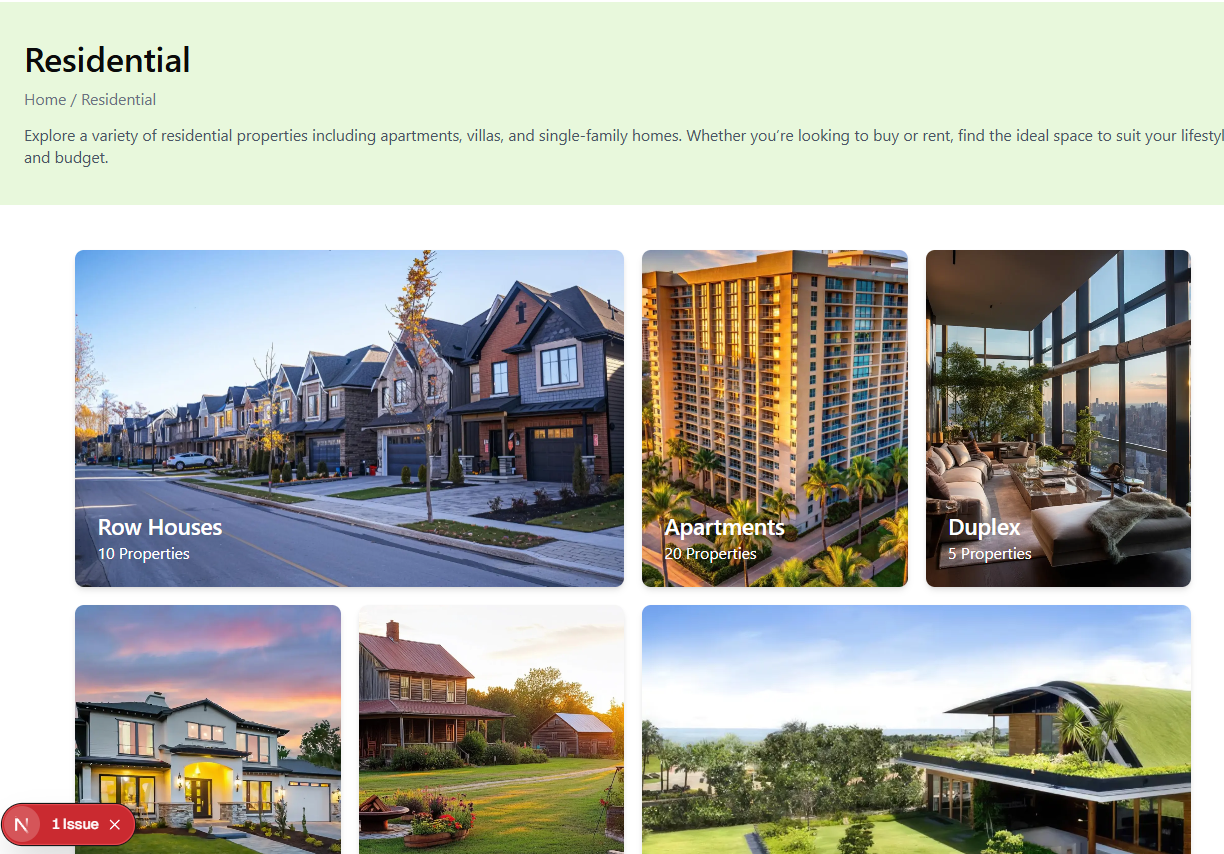 Residential
Home / Residential
Explore a variety of residential properties including apartments, villas, and single-family homes. Whether you're looking to buy or rent, find the ideal space to suit your lifestyl
and budget.
Row Houses
10 Properties
Apartments
20 Properties
Duplex
5 Properties
N 1 Issue